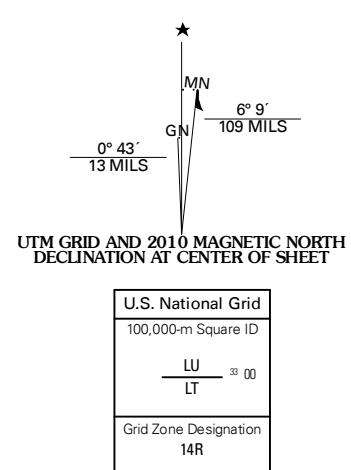 ★
MN
6° 9´
109 MILS
GN
0° 43´
13 MILS
UTM GRID AND 2010 MAGNETIC NORTH
DECLINATION AT CENTER OF SHEET
U.S. National Grid
100,000-m Square ID
LU
33 00
LT
Grid Zone Designation
14R